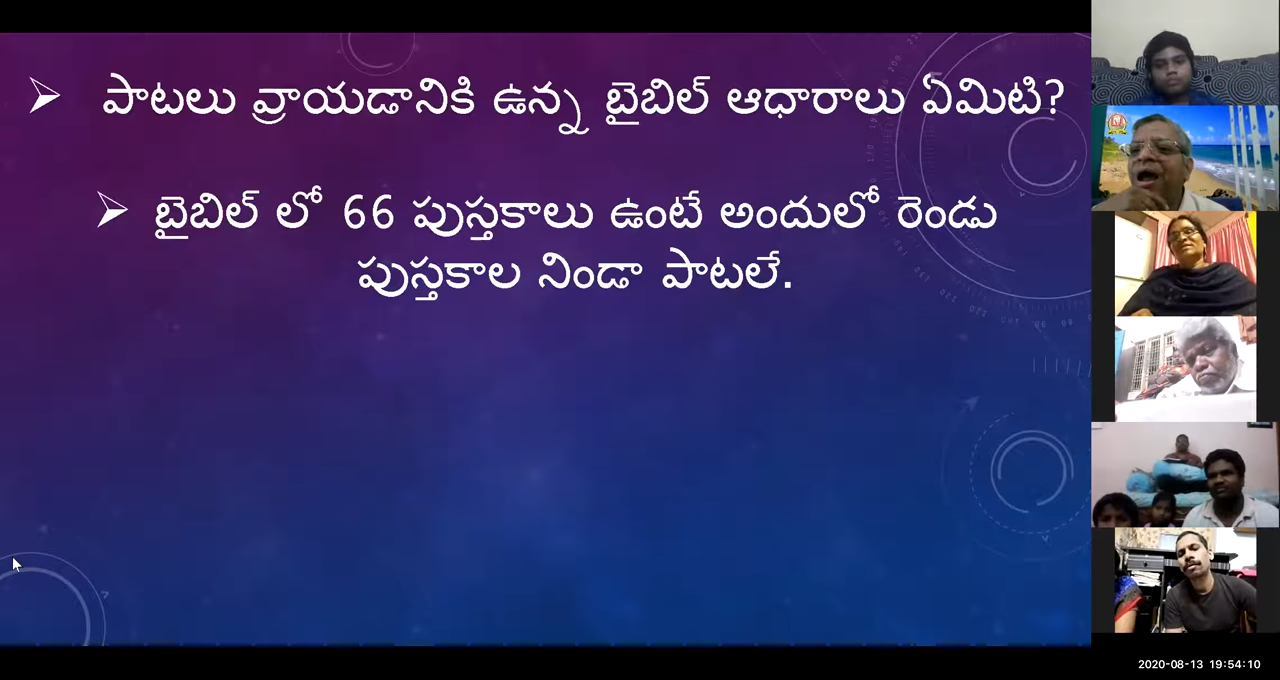 పాటలు వ్రాయడానికి ఉన్న బైబిల్ ఆధారాలు ఏమిటి?
బైబిల్ లో 66 పుస్తకాలు ఉంటే అందులో రెండు
పుస్తకాల నిండా పాటలే.
2020-08-13 19:54:10